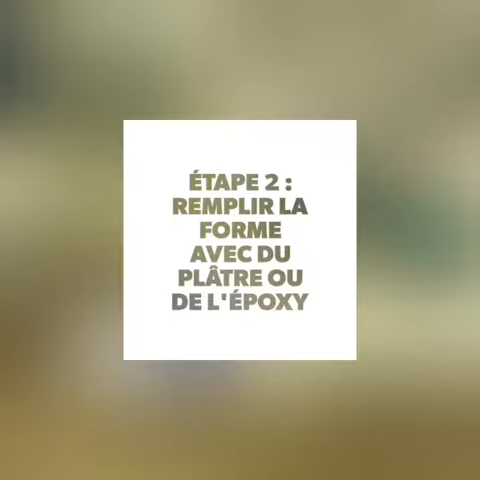 ÉTAPE 2 :
REMPLIR LA
FORME
AVEC DU
PLÂTRE OU
DE L'ÉPOXY